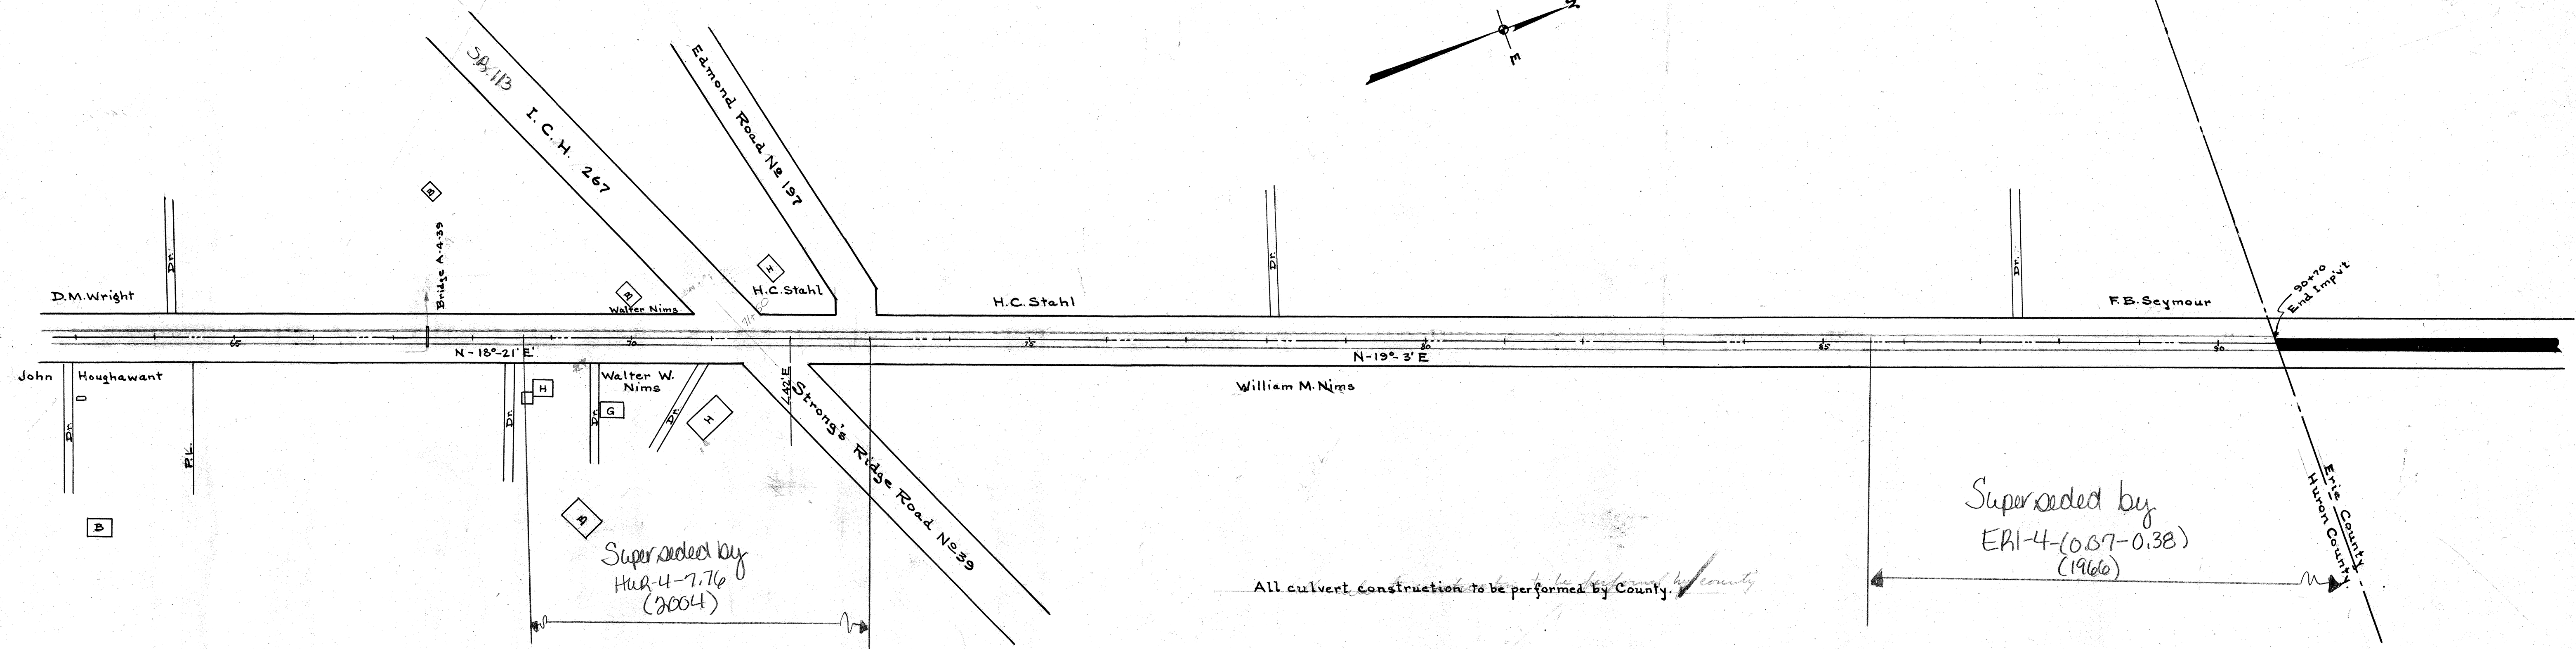 S.R. 113
I. C. H. 267
Edmond Road No 197
E
B
Bridge A-4-39
Dr.
D.M. Wright
B
Walter Nims
H
H.C. Stahl
H.C. Stahl
Dr.
Dr.
F.B. Seymour
90+70
End Imp'v't
65
70
75
80
85
90
N-18°-21' E
N-19°-3' E
John Houghawant
Dr.
P.L.
B
Dr.
H
Walter W.
Nims
Dr.
G
Dr.
H
B
Strong's Ridge Road No. 39
William M. Nims
Superseded by
HUR-4-7.76
(2004)
All culvert construction to be performed by County.
Superseded by
ERI-4-(0.07-0.38)
(1966)
Erie County
Huron County